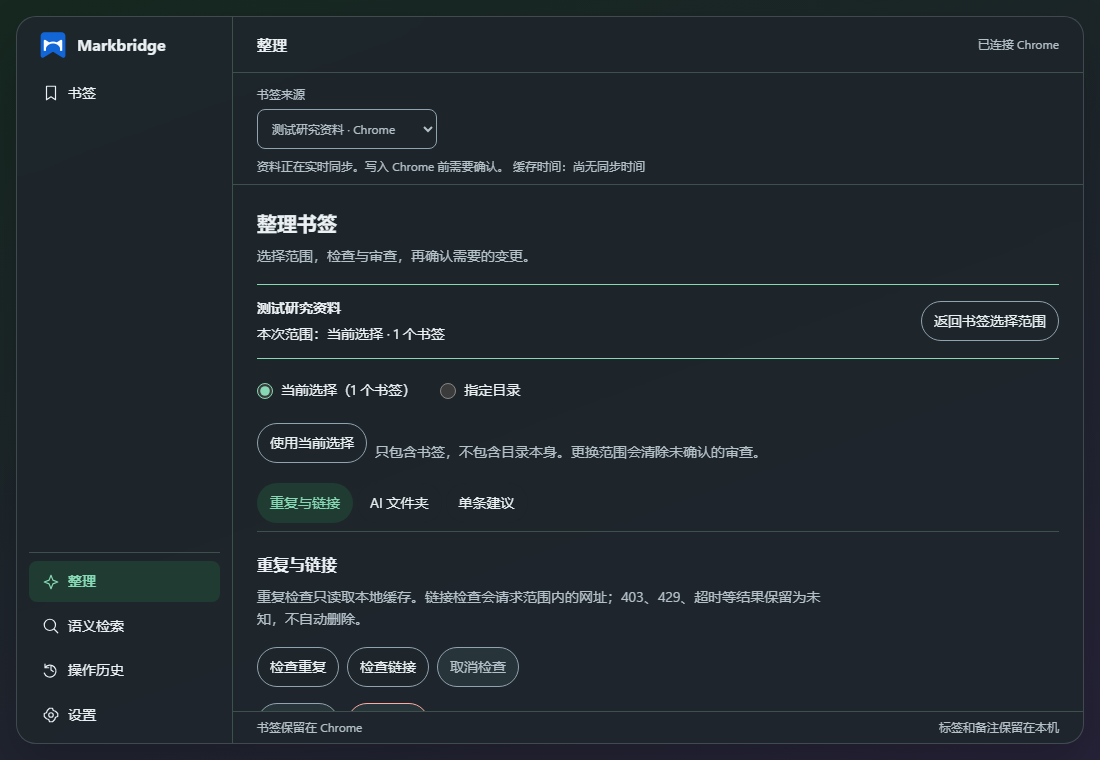 Markbridge
书签
整理
语义检索
操作历史
设置
整理
已连接 Chrome
书签来源
测试研究资料 · Chrome
资料正在实时同步。写入 Chrome 前需要确认。 缓存时间：尚无同步时间
整理书签
选择范围，检查与审查，再确认需要的变更。
测试研究资料
本次范围：当前选择 · 1 个书签
返回书签选择范围
当前选择（1 个书签）
指定目录
使用当前选择
只包含书签，不包含目录本身。更换范围会清除未确认的审查。
重复与链接
AI 文件夹
单条建议
重复与链接
重复检查只读取本地缓存。链接检查会请求范围内的网址；403、429、超时等结果保留为未
知，不自动删除。
检查重复
检查链接
取消检查
书签保留在 Chrome
标签和备注保留在本机